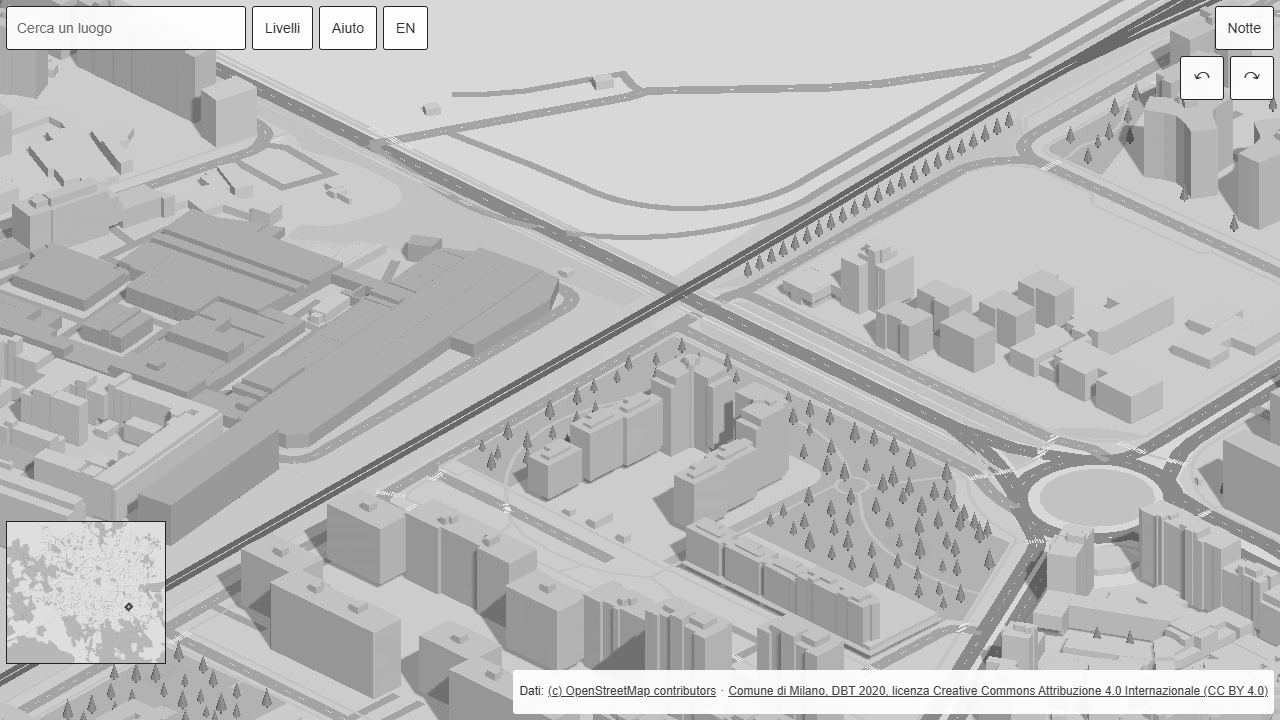 Cerca un luogo
Livelli
Aiuto
EN
Notte
Dati: (c) OpenStreetMap contributors · Comune di Milano, DBT 2020, licenza Creative Commons Attribuzione 4.0 Internazionale (CC BY 4.0)